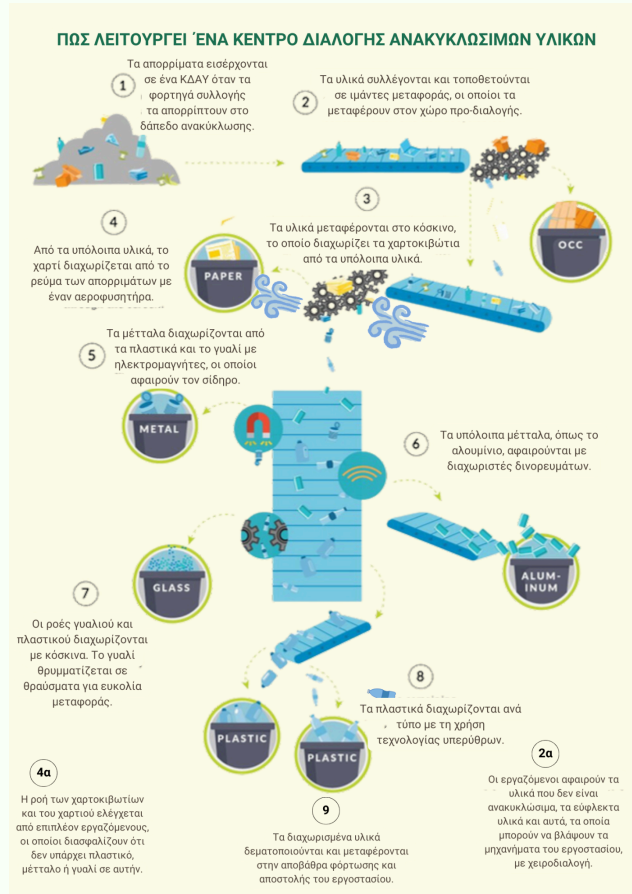 ΠΩΣ ΛΕΙΤΟΥΡΓΕΙ ΈΝΑ ΚΕΝΤΡΟ ΔΙΑΛΟΓΗΣ ΑΝΑΚΥΚΛΩΣΙΜΩΝ ΥΛΙΚΩΝ
1
Τα απορρίματα εισέρχονται
σε ένα ΚΔΑΥ όταν τα
φορτηγά συλλογής
τα απορρίπτουν στο
δάπεδο ανακύκλωσης.
2
Τα υλικά συλλέγονται και τοποθετούνται
σε ιμάντες μεταφοράς, οι οποίοι τα
μεταφέρουν στον χώρο προ-διαλογής.
OCC
3
Τα υλικά μεταφέρονται στο κόσκινο,
το οποίο διαχωρίζει τα χαρτοκιβώτια
από τα υπόλοιπα υλικά.
4
Από τα υπόλοιπα υλικά, το
χαρτί διαχωρίζεται από το
ρεύμα των απορριμάτων με
έναν αεροφυσητήρα.
PAPER
5
Τα μέτταλα διαχωρίζονται από
τα πλαστικά και το γυαλί με
ηλεκτρομαγνήτες, οι οποίοι
αφαιρούν τον σίδηρο.
METAL
6
Τα υπόλοιπα μέτταλα, όπως το
αλουμίνιο, αφαιρούνται με
διαχωριστές δινορευμάτων.
ALUM-
INUM
GLASS
7
Οι ροές γυαλιού και
πλαστικού διαχωρίζονται
με κόσκινα. Το γυαλί
θρυμματίζεται σε
θραύσματα για ευκολία
μεταφοράς.
8
Τα πλαστικά διαχωρίζονται ανά
τύπο με τη χρήση
τεχνολογίας υπερύθρων.
PLASTIC
PLASTIC
4α
Η ροή των χαρτοκιβωτίων
και του χαρτιού ελέγχεται
από επιπλέον εργαζόμενους,
οι οποίοι διασφαλίζουν ότι
δεν υπάρχει πλαστικό,
μέτταλο ή γυαλί σε αυτήν.
9
Τα διαχωρισμένα υλικά
δεματοποιούνται και μεταφέρονται
στην αποβάθρα φόρτωσης και
αποστολής του εργοστασίου.
2α
Οι εργαζόμενοι αφαιρούν τα
υλικά που δεν είναι
ανακυκλώσιμα, τα εύφλεκτα
υλικά και αυτά, τα οποία
μπορούν να βλάψουν τα
μηχανήματα του εργοστασίου,
με χειροδιαλογή.